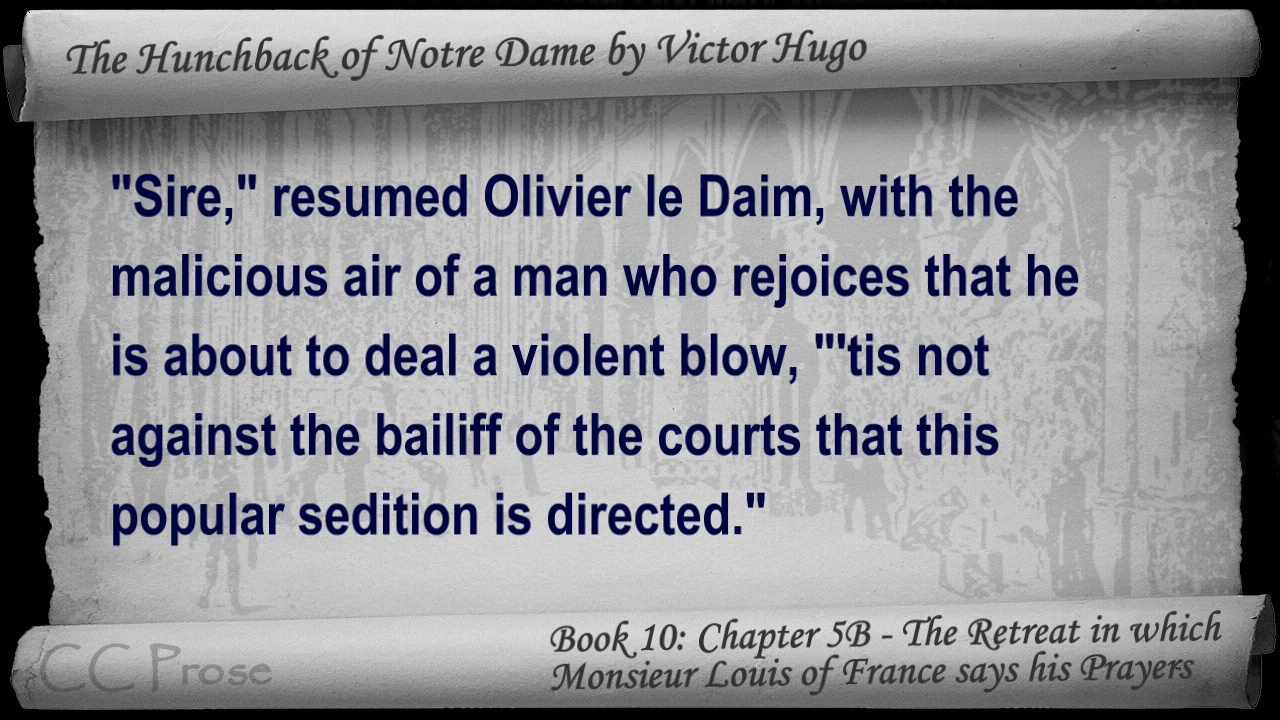 The Hunchback of Notre Dame by Victor Hugo
"Sire," resumed Olivier le Daim, with the
malicious air of a man who rejoices that he
is about to deal a violent blow, "'tis not
against the bailiff of the courts that this
popular sedition is directed."
Book 10: Chapter 5B - The Retreat in which
Monsieur Louis of France says his Prayers
CC Prose